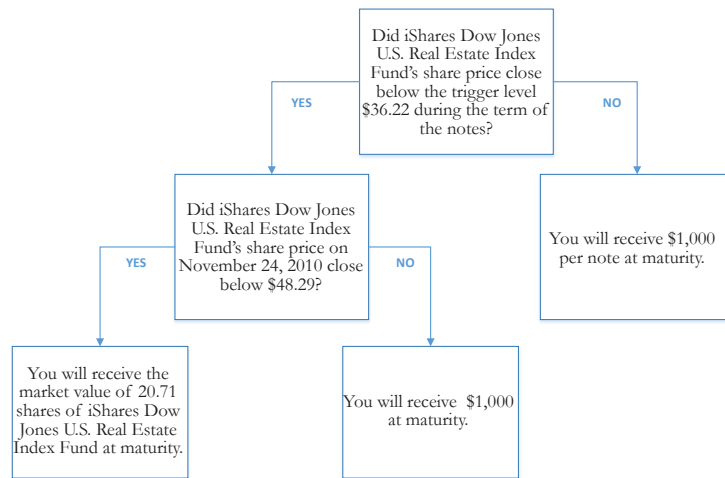 Did iShares Dow Jones
U.S. Real Estate Index
Fund's share price close
below the trigger level
$36.22 during the term of
the notes?
YES
NO
Did iShares Dow Jones
U.S. Real Estate Index
Fund's share price on
November 24, 2010 close
below $48.29?
You will receive $1,000
per note at maturity.
YES
NO
You will receive the
market value of 20.71
shares of iShares Dow
Jones U.S. Real Estate
Index Fund at maturity.
You will receive $1,000
at maturity.